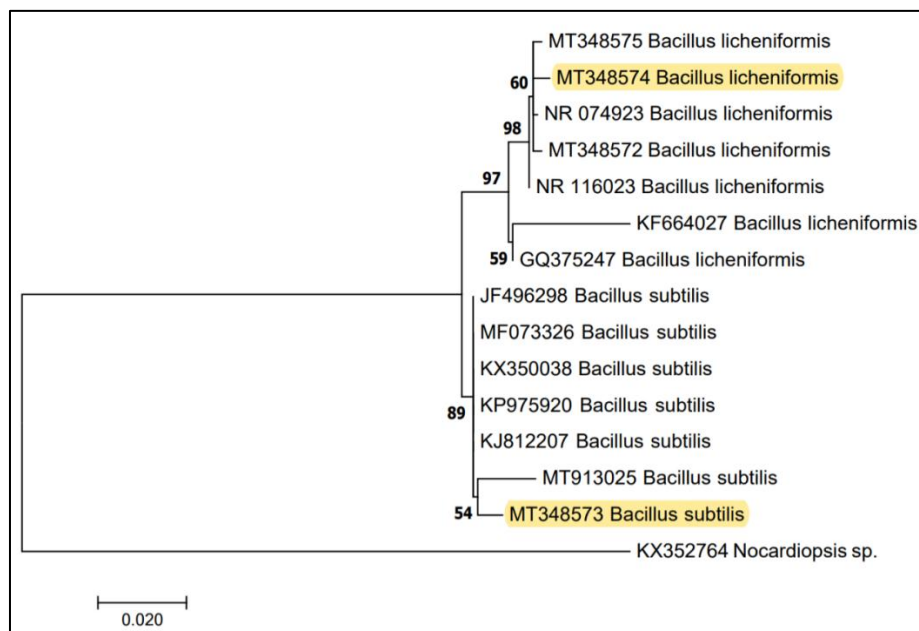 MT348575 Bacillus licheniformis
60
MT348574 Bacillus licheniformis
NR 074923 Bacillus licheniformis
98
MT348572 Bacillus licheniformis
97
NR 116023 Bacillus licheniformis
KF664027 Bacillus licheniformis
59
GQ375247 Bacillus licheniformis
JF496298 Bacillus subtilis
MF073326 Bacillus subtilis
KX350038 Bacillus subtilis
KP975920 Bacillus subtilis
89
KJ812207 Bacillus subtilis
MT913025 Bacillus subtilis
54
MT348573 Bacillus subtilis
KX352764 Nocardiopsis sp.
0.020